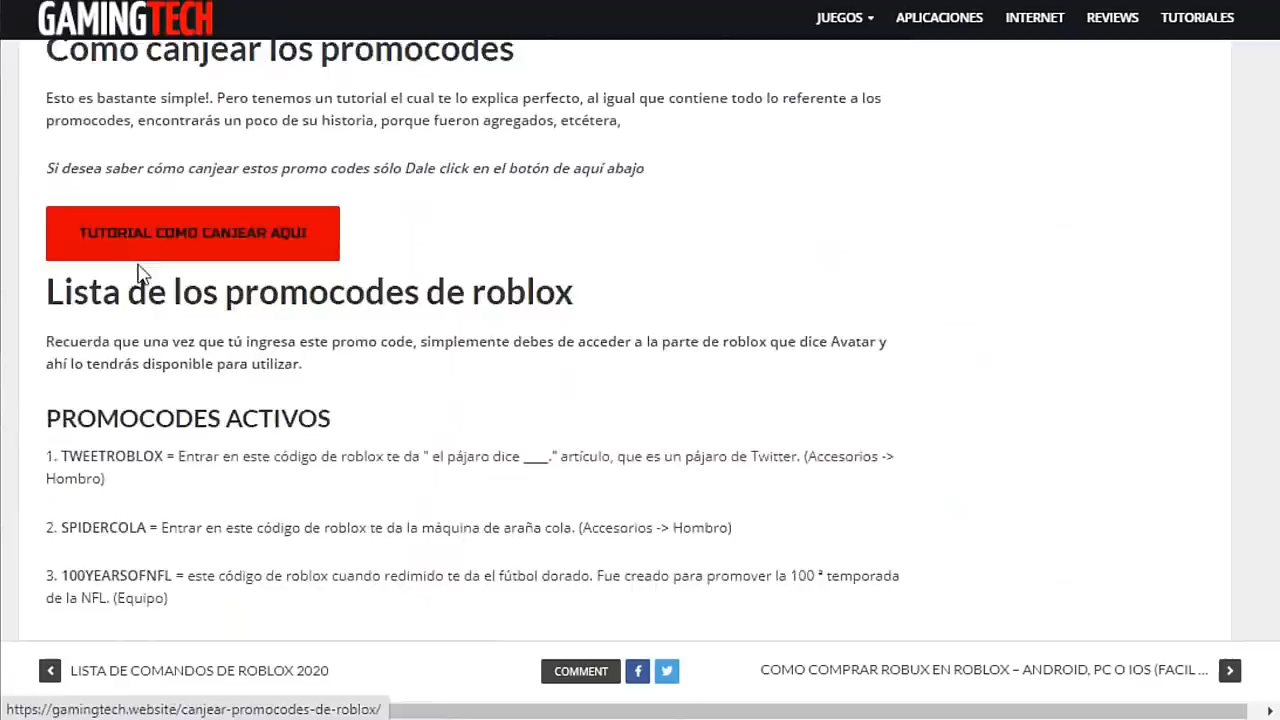 GAMINGTECH
JUEGOS APLICACIONES INTERNET REVIEWS TUTORIALES
Como canjear los promocodes
Esto es bastante simple!. Pero tenemos un tutorial el cual te lo explica perfecto, al igual que contiene todo lo referente a los
promocodes, encontrarás un poco de su historia, porque fueron agregados, etcétera,
Si desea saber cómo canjear estos promo codes sólo Dale click en el botón de aquí abajo
TUTORIAL COMO CANJEAR AQUI
Lista de los promocodes de roblox
Recuerda que una vez que tú ingresa este promo code, simplemente debes de acceder a la parte de roblox que dice Avatar y
ahí lo tendrás disponible para utilizar.
PROMOCODES ACTIVOS
1. TWEETROBLOX = Entrar en este código de roblox te da " el pájaro dice ____." artículo, que es un pájaro de Twitter. (Accesorios ->
Hombro)
2. SPIDERCOLA = Entrar en este código de roblox te da la máquina de araña cola. (Accesorios -> Hombro)
3. 100YEARSOFNFL = este código de roblox cuando redimido te da el fútbol dorado. Fue creado para promover la 100 ª temporada
de la NFL. (Equipo)
LISTA DE COMANDOS DE ROBLOX 2020
COMMENT
COMO COMPRAR ROBUX EN ROBLOX – ANDROID, PC O IOS (FACIL ...
https://gamingtech.website/canjear-promocodes-de-roblox/